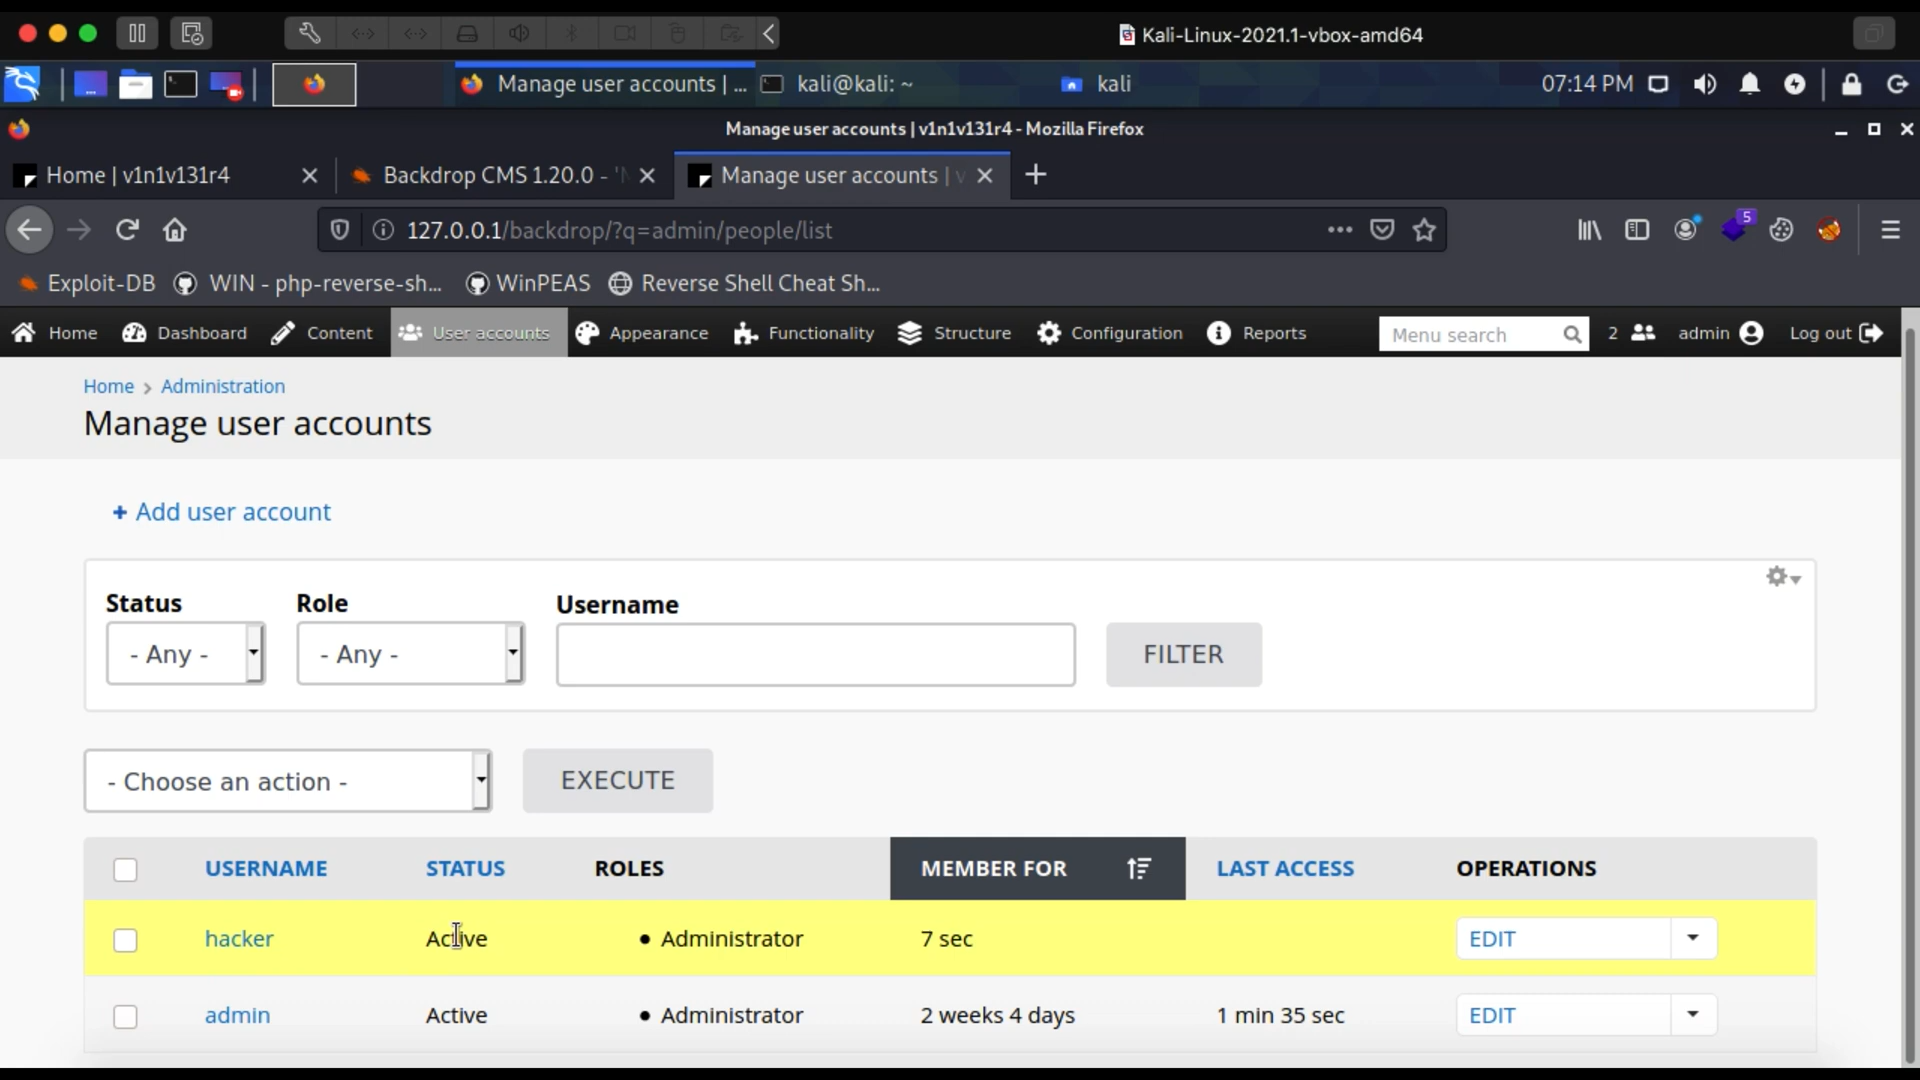 Kali-Linux-2021.1-vbox-amd64
Manage user accounts | ... kali@kali: ~ kali 07:14 PM
Manage user accounts | v1n1v131r4 - Mozilla Firefox
Home | v1n1v131r4 Backdrop CMS 1.20.0 - 'M Manage user accounts | v
127.0.0.1/backdrop/?q=admin/people/list 5
Exploit-DB WIN - php-reverse-sh... WinPEAS Reverse Shell Cheat Sh...
Home Dashboard Content User accounts Appearance Functionality Structure Configuration Reports Menu search 2 admin Log out
Home > Administration
Manage user accounts
+ Add user account
Status Role Username
- Any - - Any - FILTER
- Choose an action - EXECUTE
USERNAME STATUS ROLES MEMBER FOR LAST ACCESS OPERATIONS
hacker Active • Administrator 7 sec EDIT
admin Active • Administrator 2 weeks 4 days 1 min 35 sec EDIT